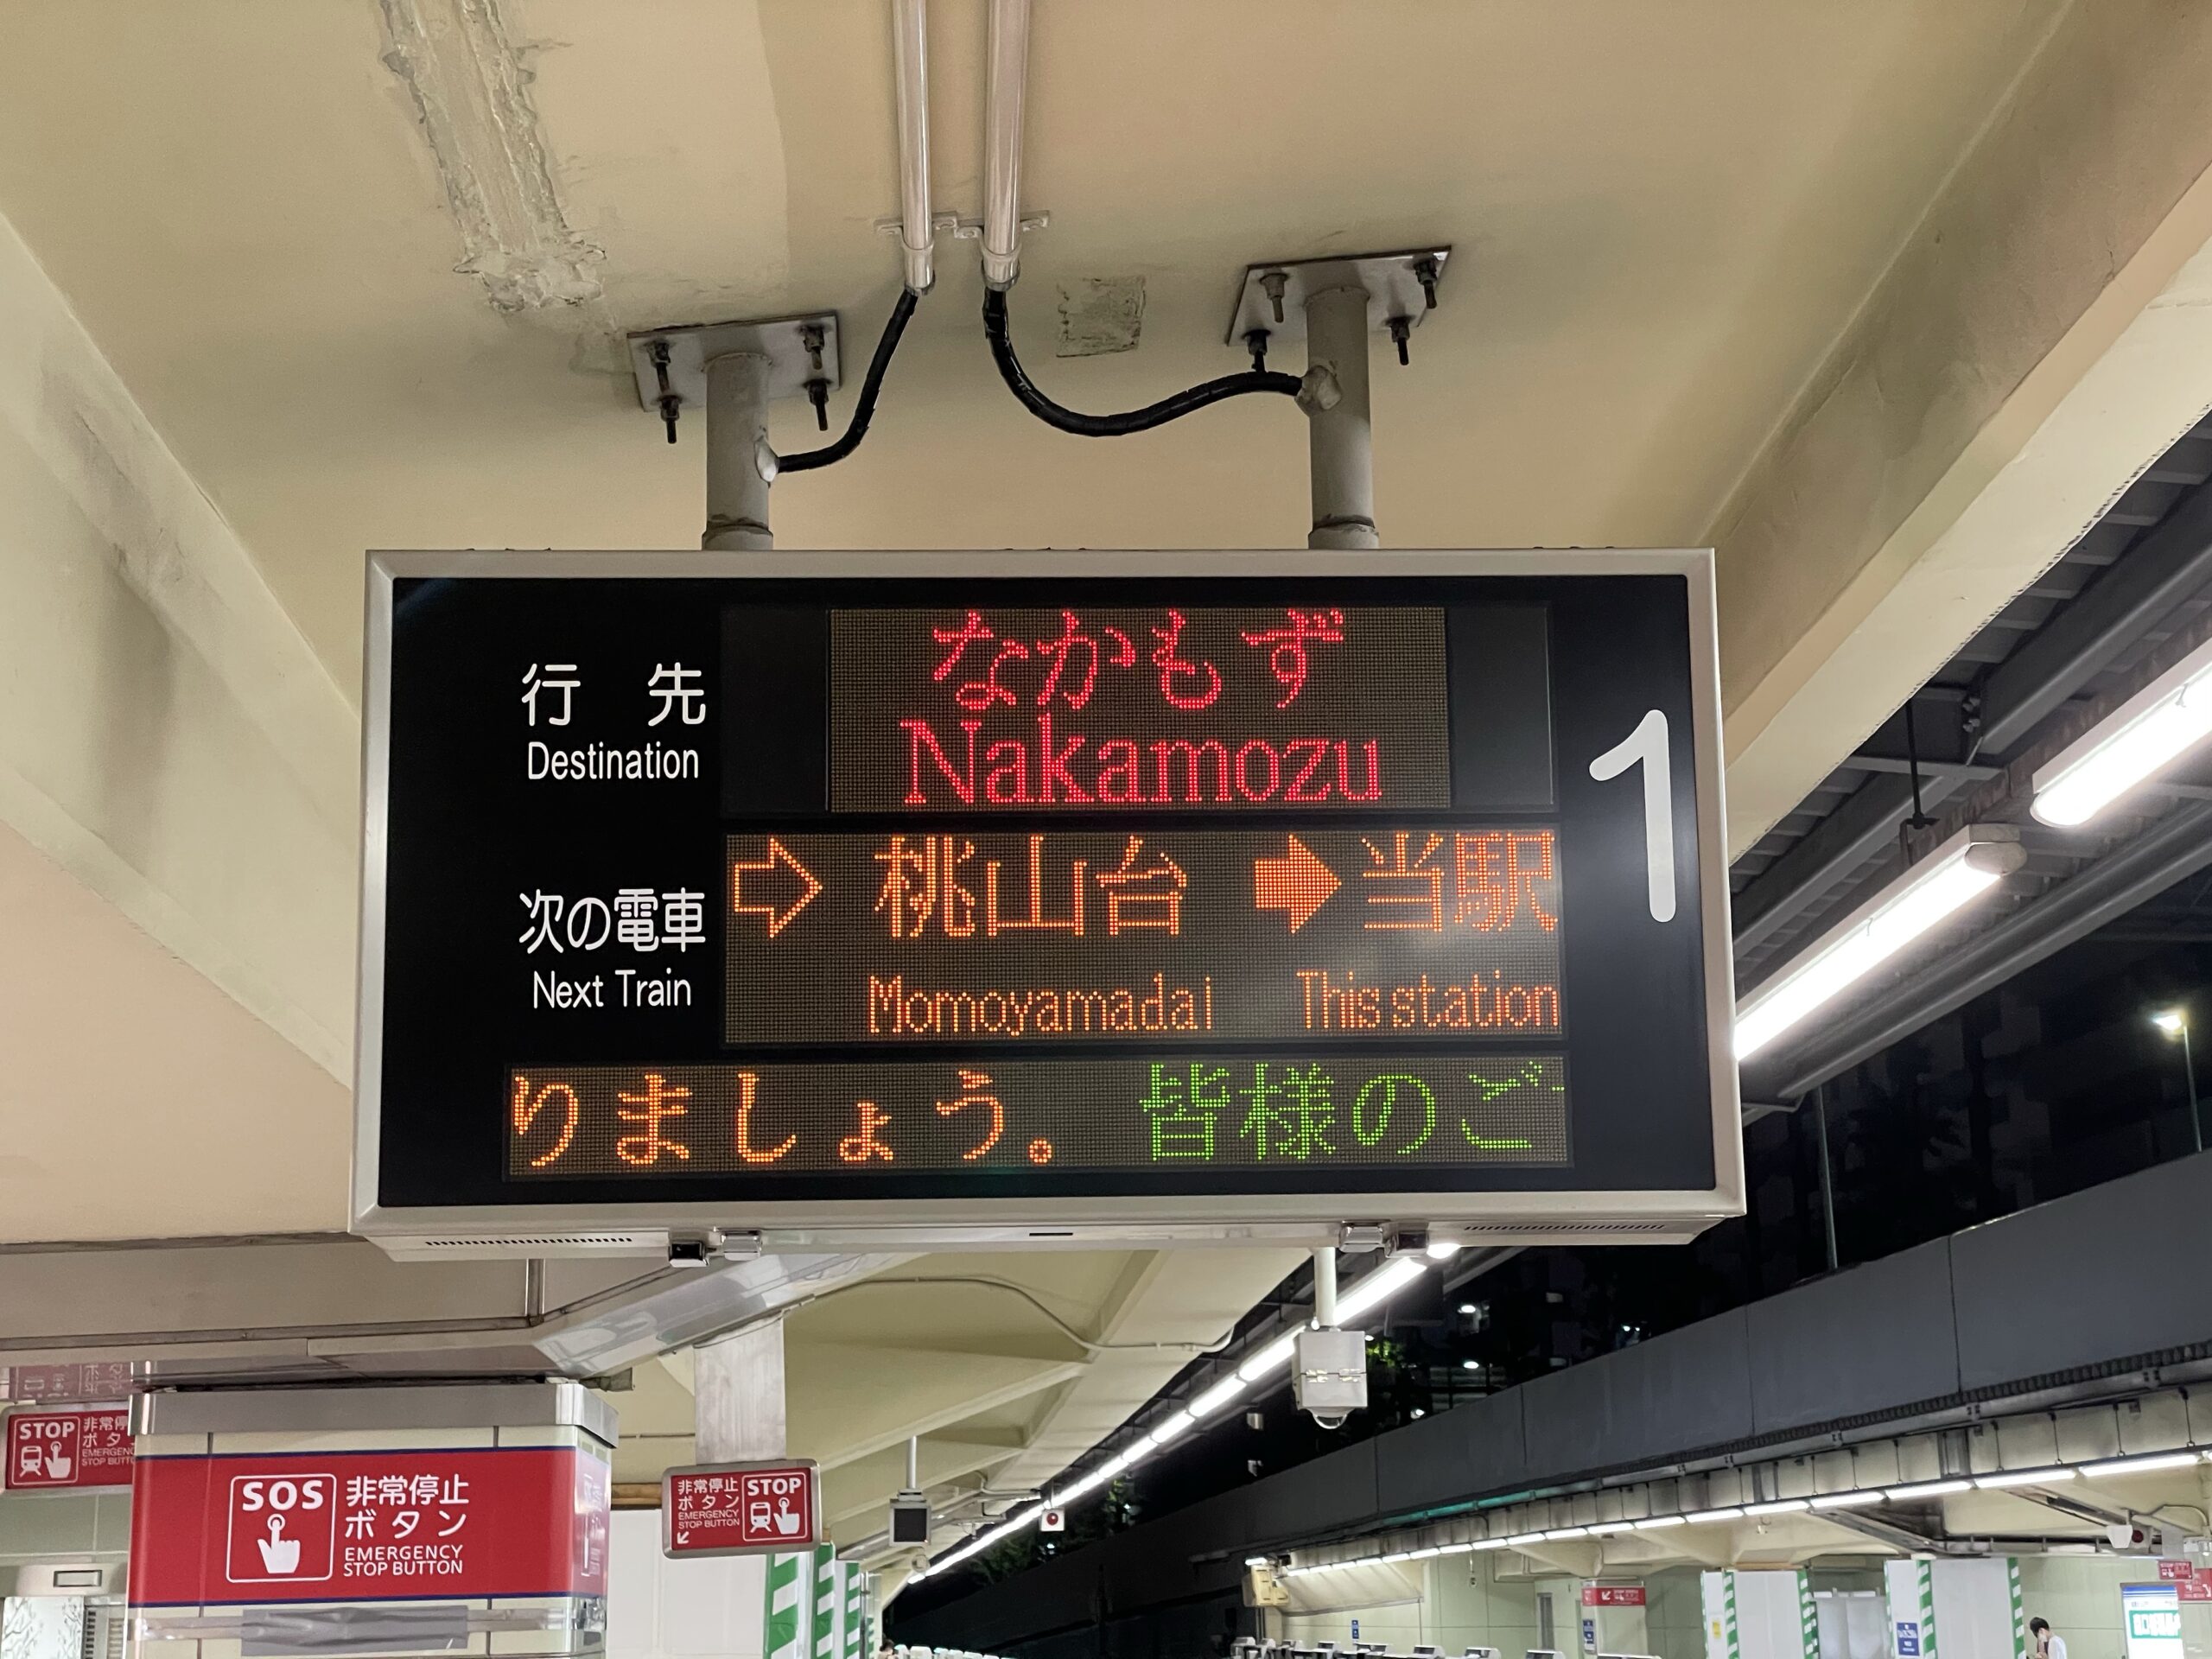 なかもず
行先
Nakamozu
Destination
1
⇨ 桃山台 ➡ 当駅
次の電車
Next Train
Momoyamadai This station
りましょう。 皆様のご
STOP 非常停
ボタ
EMERGENC
STOP BUTT
SOS 非常停止
ボタン
EMERGENCY
STOP BUTTON
非常停止 STOP
ボタン
EMERGENCY
STOP BUTTON